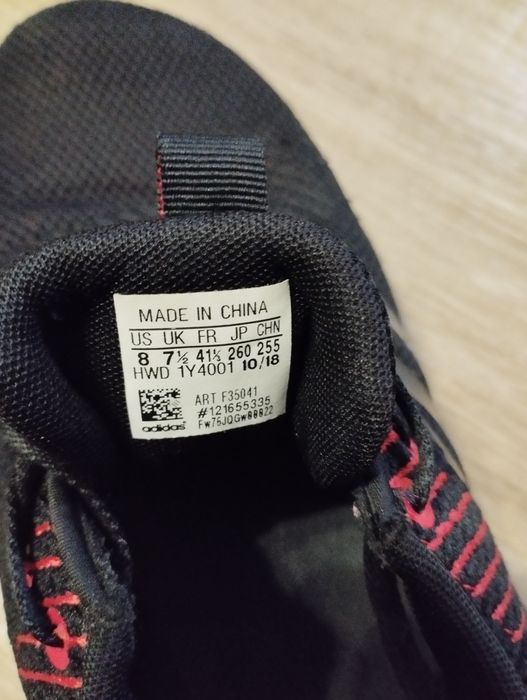 MADE IN CHINA
US UK FR JP CHN
8 7½ 41⅓ 260 255
HWD 1Y4001 10/18
ART F35041
#121655335
adidas